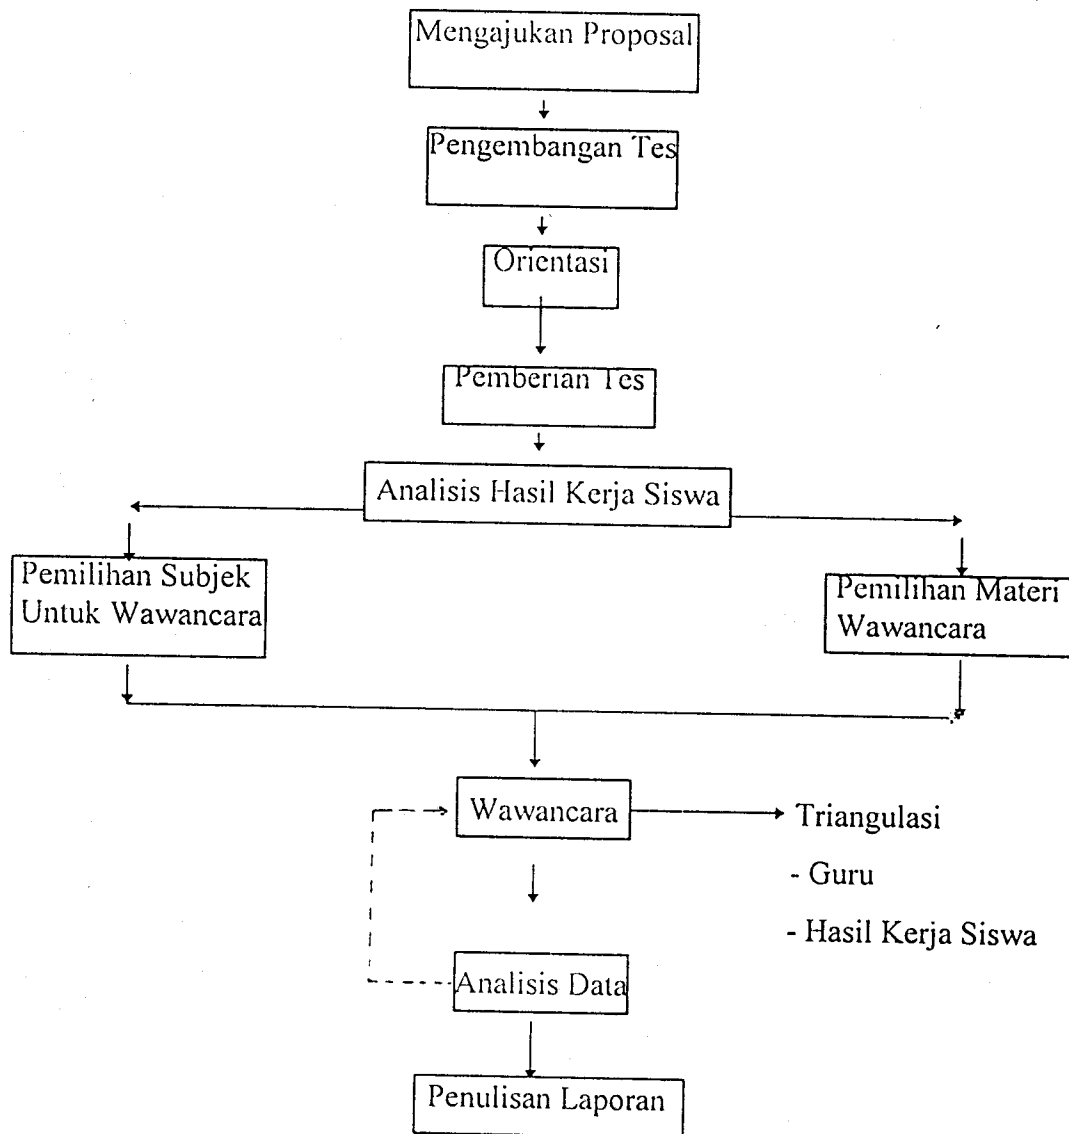 Mengajukan Proposal
Pengembangan Tes
Orientasi
Pemberian Tes
Analisis Hasil Kerja Siswa
Pemilihan Subjek
Untuk Wawancara
Pemilihan Materi
Wawancara
Wawancara
Triangulasi
- Guru
- Hasil Kerja Siswa
Analisis Data
Penulisan Laporan